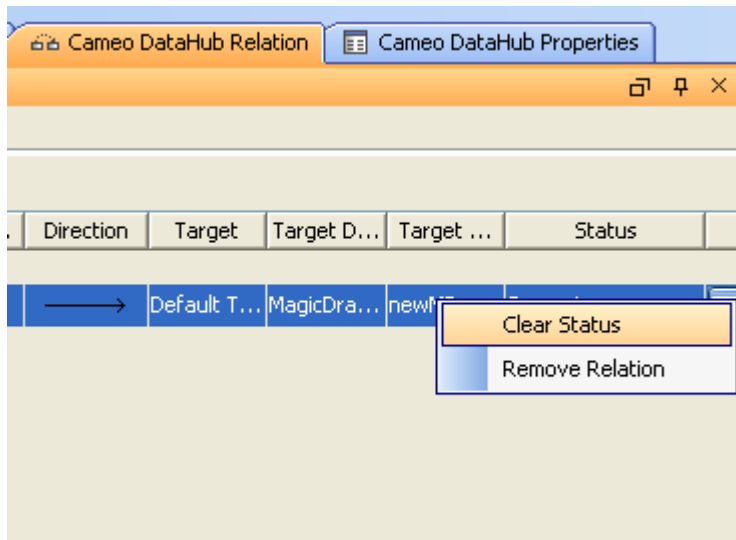 Cameo DataHub Relation
Cameo DataHub Properties
. Direction Target Target D... Target ... Status
Default T... MagicDra...
Clear Status
Remove Relation